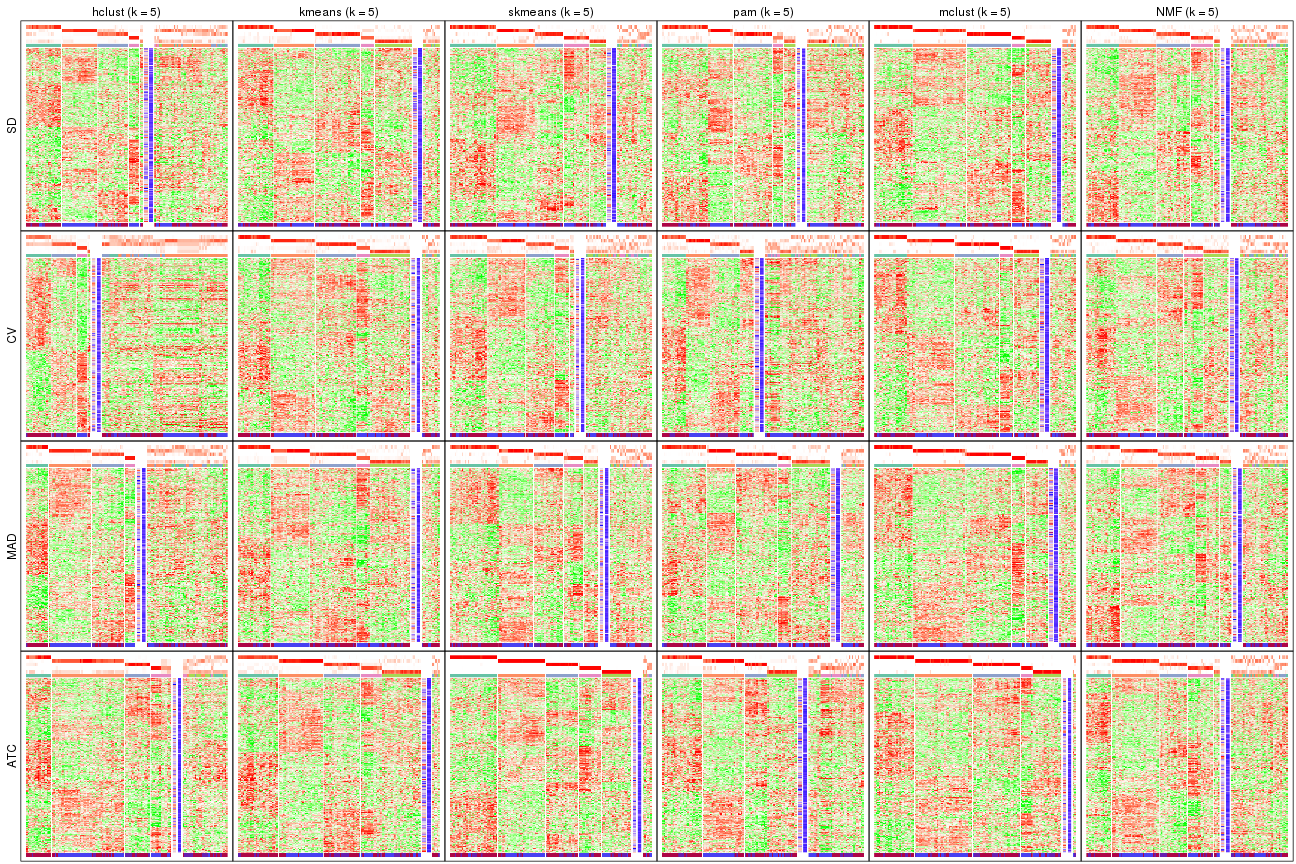 hclust (k = 5) kmeans (k = 5) skmeans (k = 5) pam (k = 5) mclust (k = 5) NMF (k = 5)
SD
CV
MAD
ATC